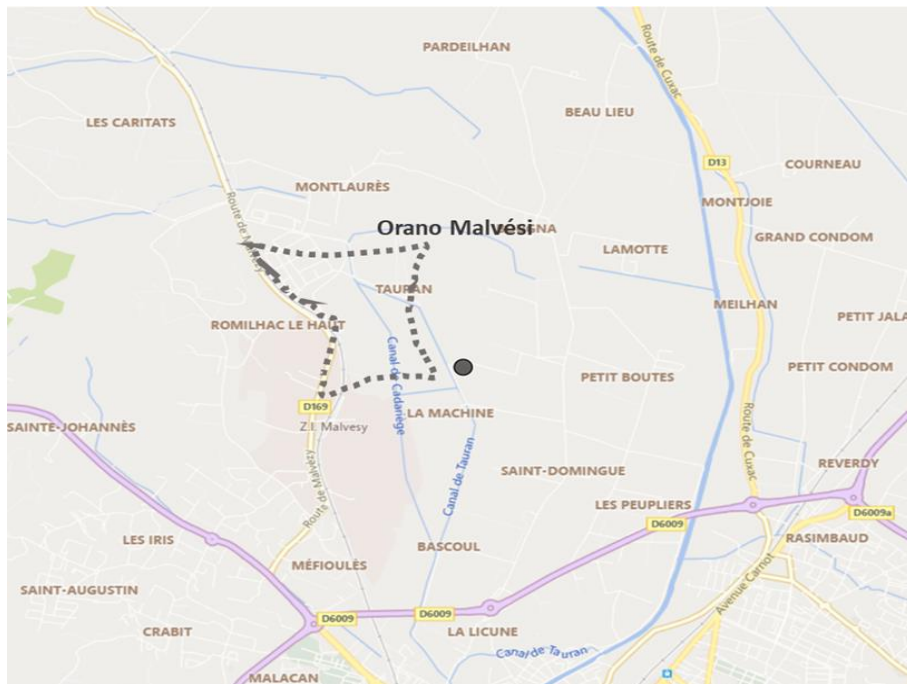 PARDEILHAN
Route de Cuxac
BEAU LIEU
LES CARITATS
D13
COURNEAU
MONTLAURÈS
MONTJOIE
Route de Malvésy
Orano Malvési
GNA
GRAND CONDOM
LAMOTTE
TAURAN
MEILHAN
PETIT JALA
ROMILHAC LE HAUT
Canal de Cadariège
PETIT CONDOM
PETIT BOUTES
D169
LA MACHINE
SAINTE-JOHANNÈS
Z.I. Malvesy
Route de Cuxac
Canal de Tauran
SAINT-DOMINGUE
REVERDY
Route de Malvézy
LES PEUPLIERS
D6009a
D6009
LES IRIS
RASIMBAUD
BASCOUL
MÉFIOULÈS
Avenue Carnot
SAINT-AUGUSTIN
D6009
D6009
CRABIT
LA LICUNE
Canal de Tauran
MALACAN